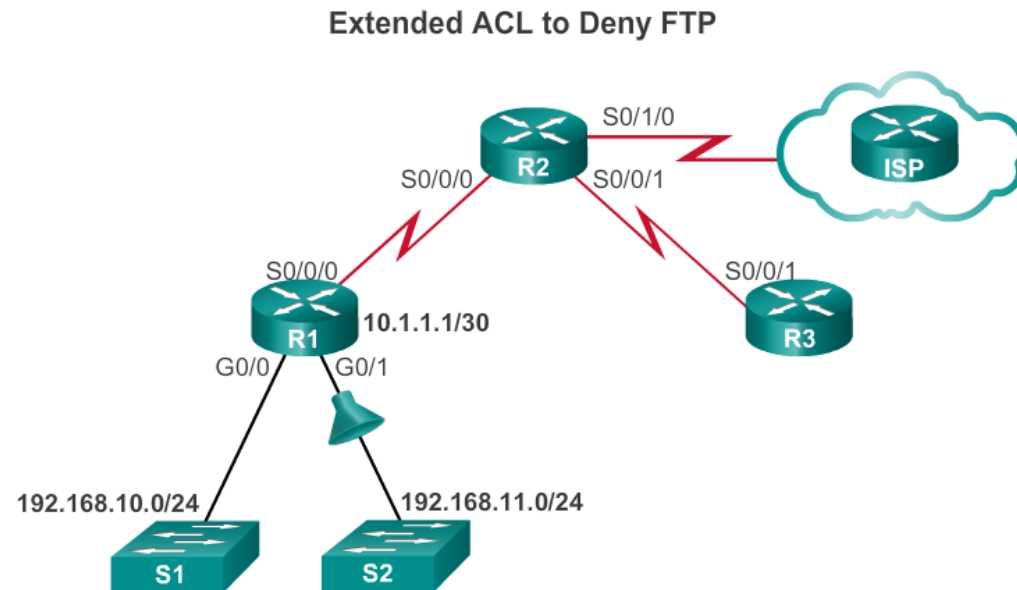 Extended ACL to Deny FTP
S0/1/0
R2
ISP
S0/0/0
S0/0/1
S0/0/0
S0/0/1
R1
10.1.1.1/30
R3
G0/0
G0/1
192.168.10.0/24
192.168.11.0/24
S1
S2